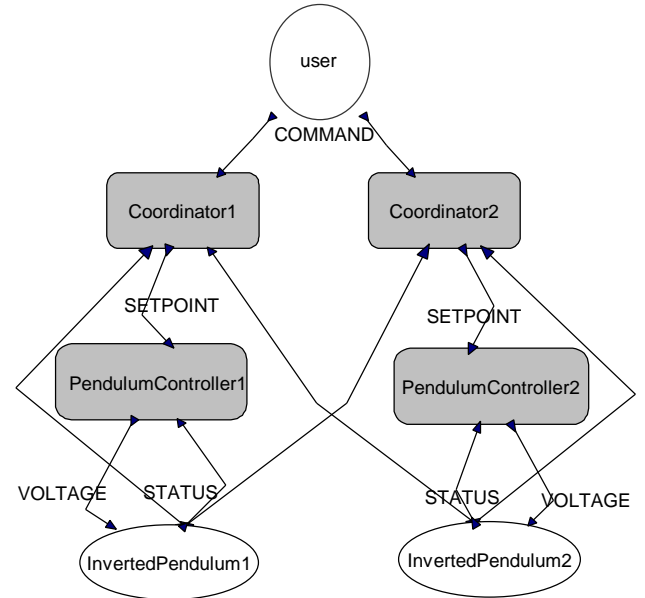 user
COMMAND
Coordinator1
Coordinator2
SETPOINT
SETPOINT
PendulumController1
PendulumController2
VOLTAGE
STATUS
STATUS
VOLTAGE
InvertedPendulum1
InvertedPendulum2